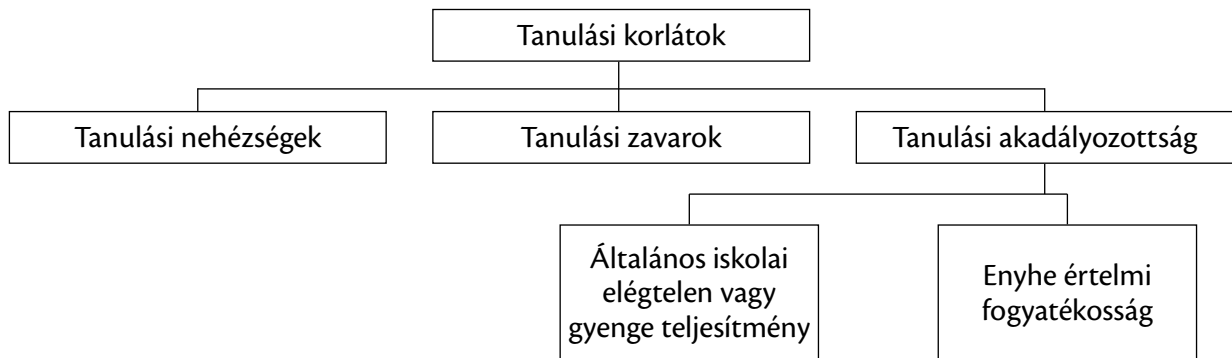 Tanulási korlátok
Tanulási nehézségek
Tanulási zavarok
Tanulási akadályozottság
Általános iskolai
elégtelen vagy
gyenge teljesítmény
Enyhe értelmi
fogyatékosság